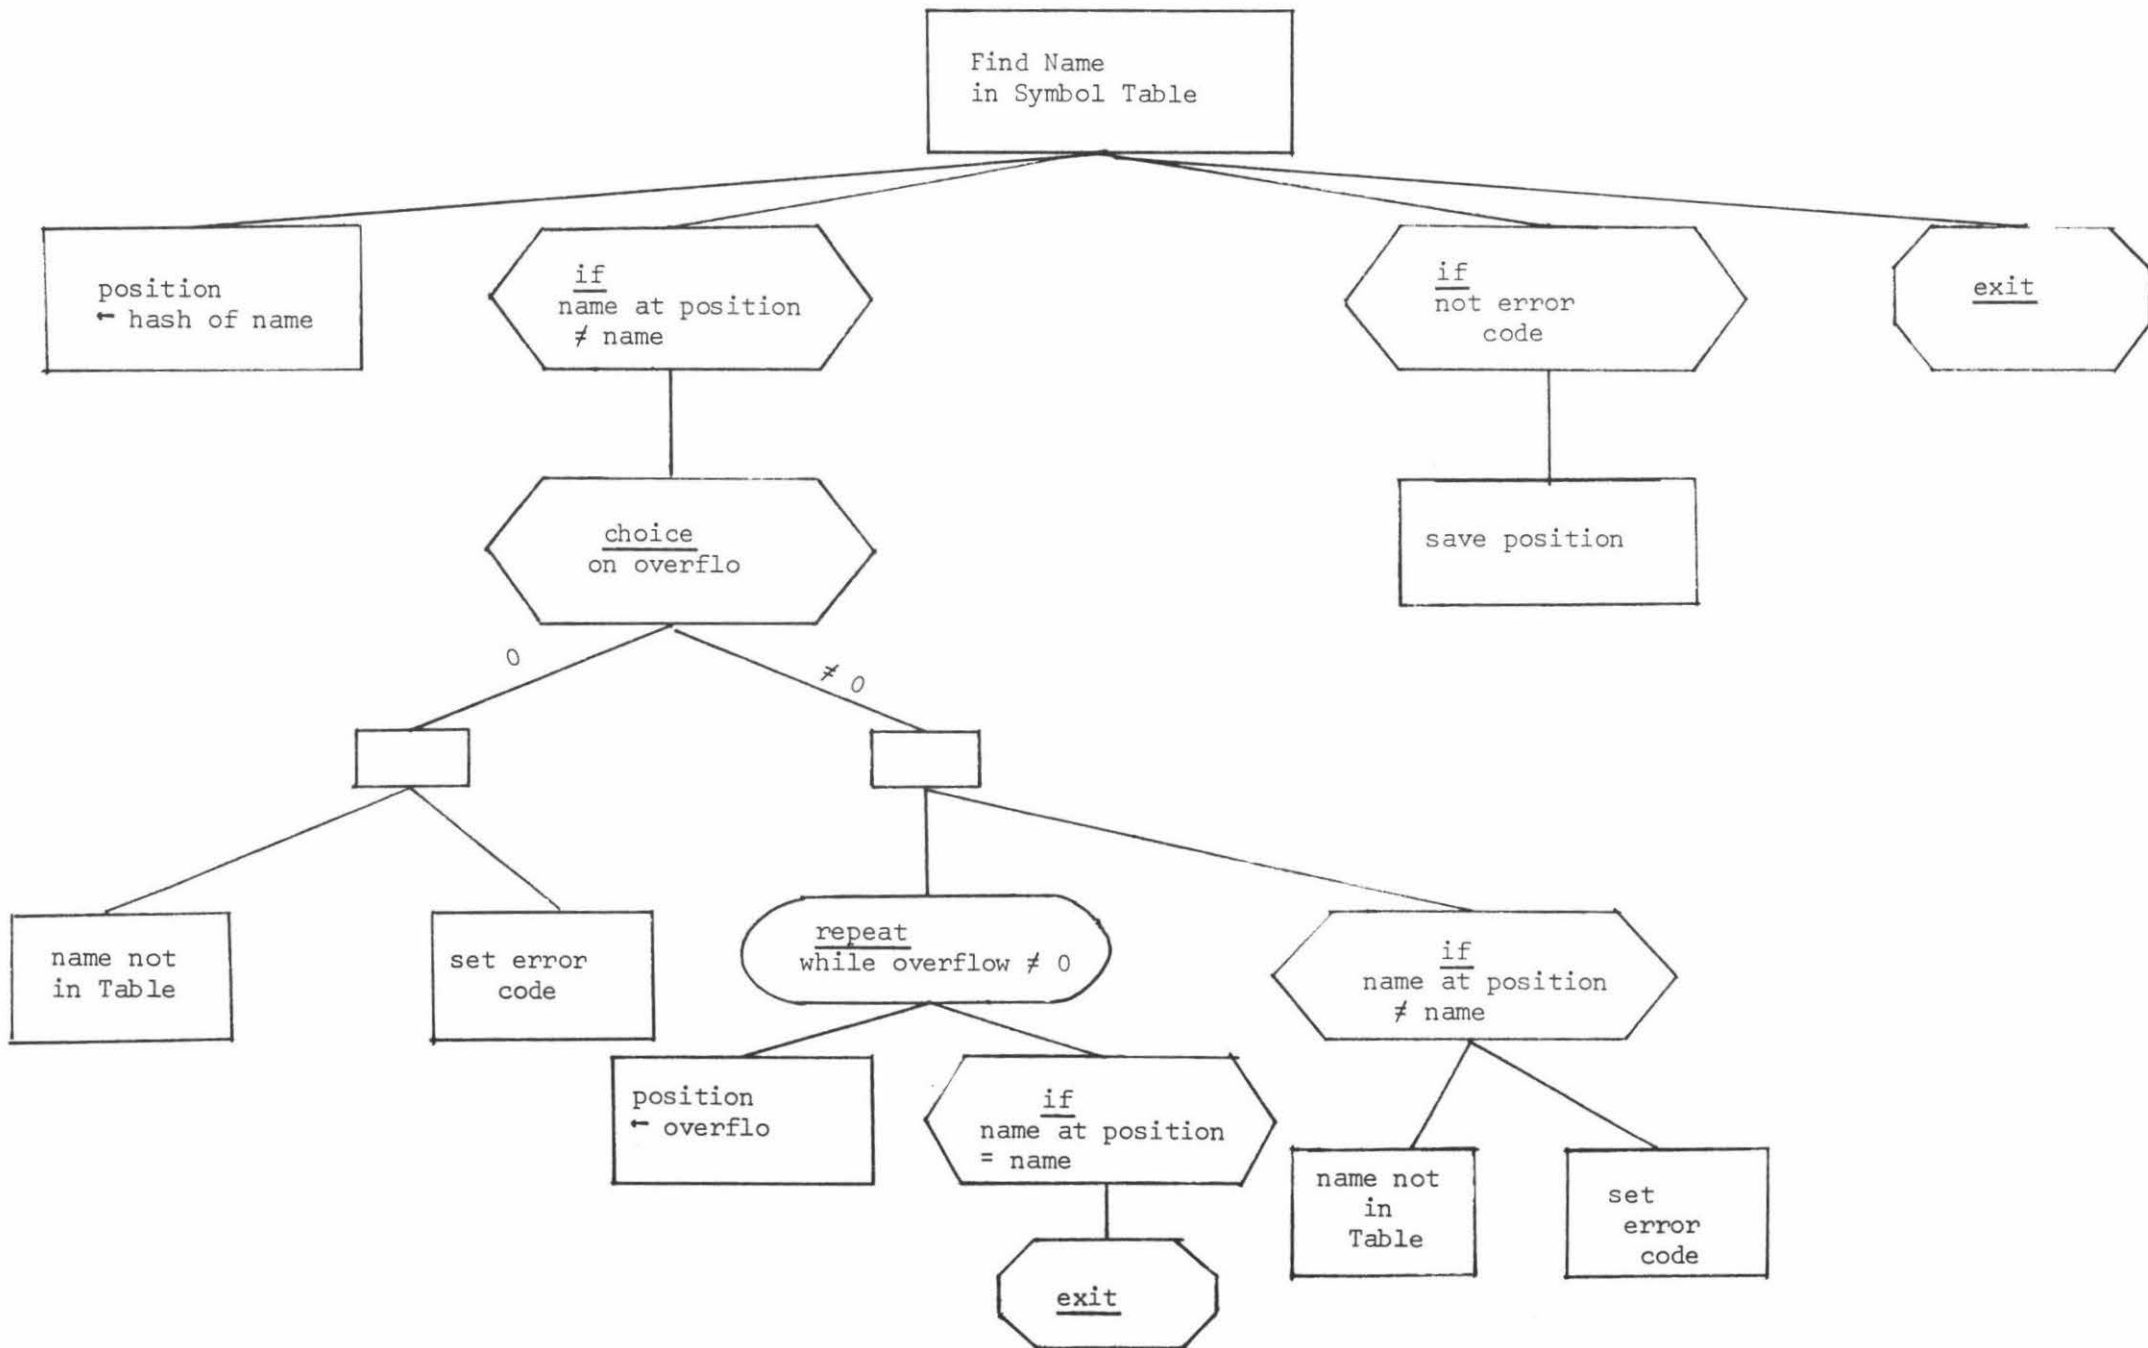 Find Name
in Symbol Table
position
← hash of name
if
name at position
≠ name
if
not error
code
exit
choice
on overflo
save position
0
≠ 0
name not
in Table
set error
code
repeat
while overflow ≠ 0
if
name at position
≠ name
position
← overflo
if
name at position
= name
name not
in
Table
set
error
code
exit